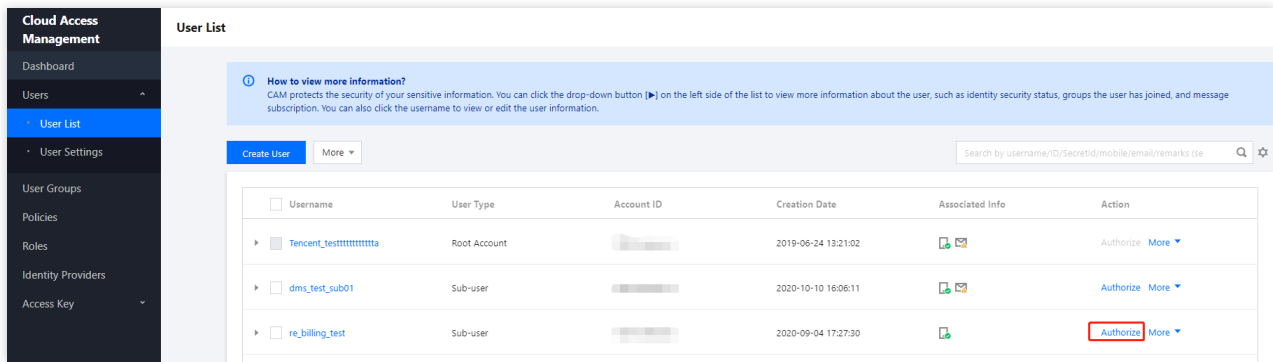 Cloud Access
Management
User List
Dashboard
Users
User List
User Settings
User Groups
Policies
Roles
Identity Providers
Access Key
How to view more information?
CAM protects the security of your sensitive information. You can click the drop-down button [▶] on the left side of the list to view more information about the user, such as identity security status, groups the user has joined, and message
subscription. You can also click the username to view or edit the user information.
Create User More
Search by username/ID/SecretId/mobile/email/remarks (se
Username User Type Account ID Creation Date Associated Info Action
Root Account 2019-06-24 13:21:02 Authorize More
dms_test_sub01 Sub-user 2020-10-10 16:06:11 Authorize More
re_billing_test Sub-user 2020-09-04 17:27:30 Authorize More